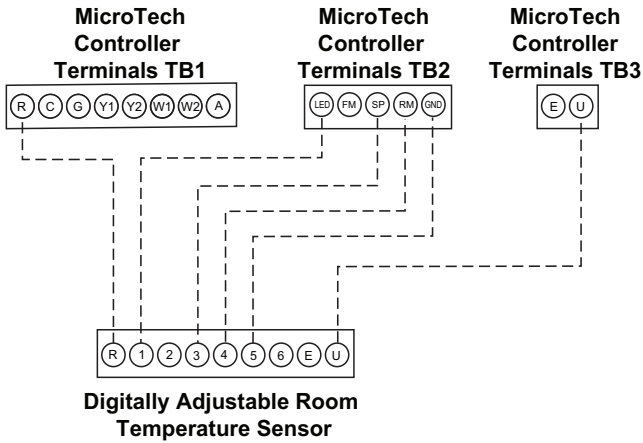 MicroTech
Controller
Terminals TB1
MicroTech
Controller
Terminals TB2
MicroTech
Controller
Terminals TB3
R C G Y1 Y2 W1 W2 A
LED FM SP RM GND
E U
R 1 2 3 4 5 6 E U
Digitally Adjustable Room
Temperature Sensor